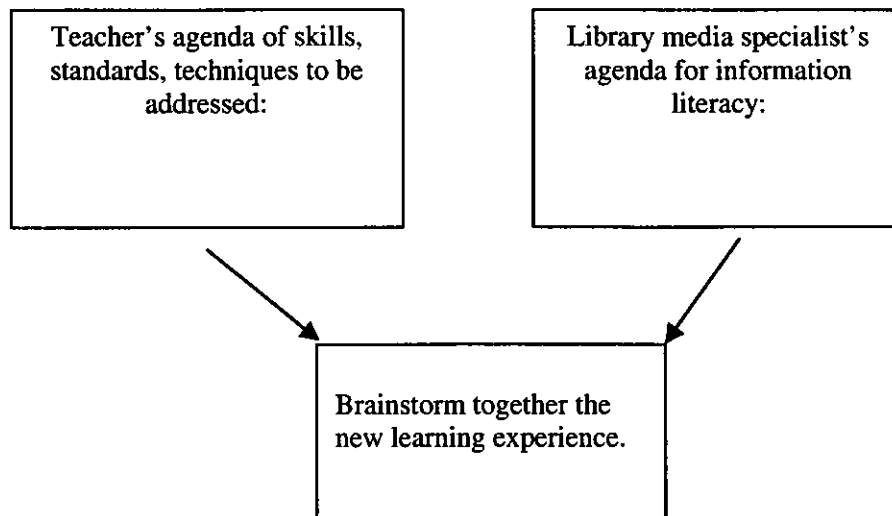 Teacher's agenda of skills,
standards, techniques to be
addressed:
Library media specialist's
agenda for information
literacy:
Brainstorm together the
new learning experience.